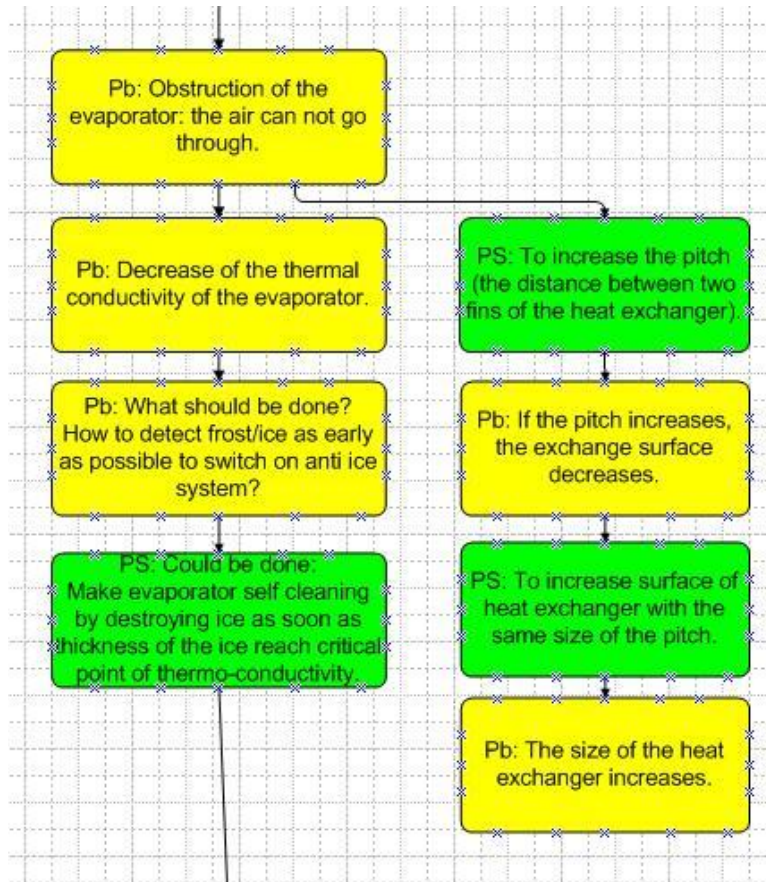 Pb: Obstruction of the
evaporator: the air can not go
through.
Pb: Decrease of the thermal
conductivity of the evaporator.
Pb: What should be done?
How to detect frost/ice as early
as possible to switch on anti ice
system?
PS: Could be done:
Make evaporator self cleaning
by destroying ice as soon as
thickness of the ice reach critical
point of thermo-conductivity.
PS: To increase the pitch
(the distance between two
fins of the heat exchanger).
Pb: If the pitch increases,
the exchange surface
decreases.
PS: To increase surface of
heat exchanger with the
same size of the pitch.
Pb: The size of the heat
exchanger increases.